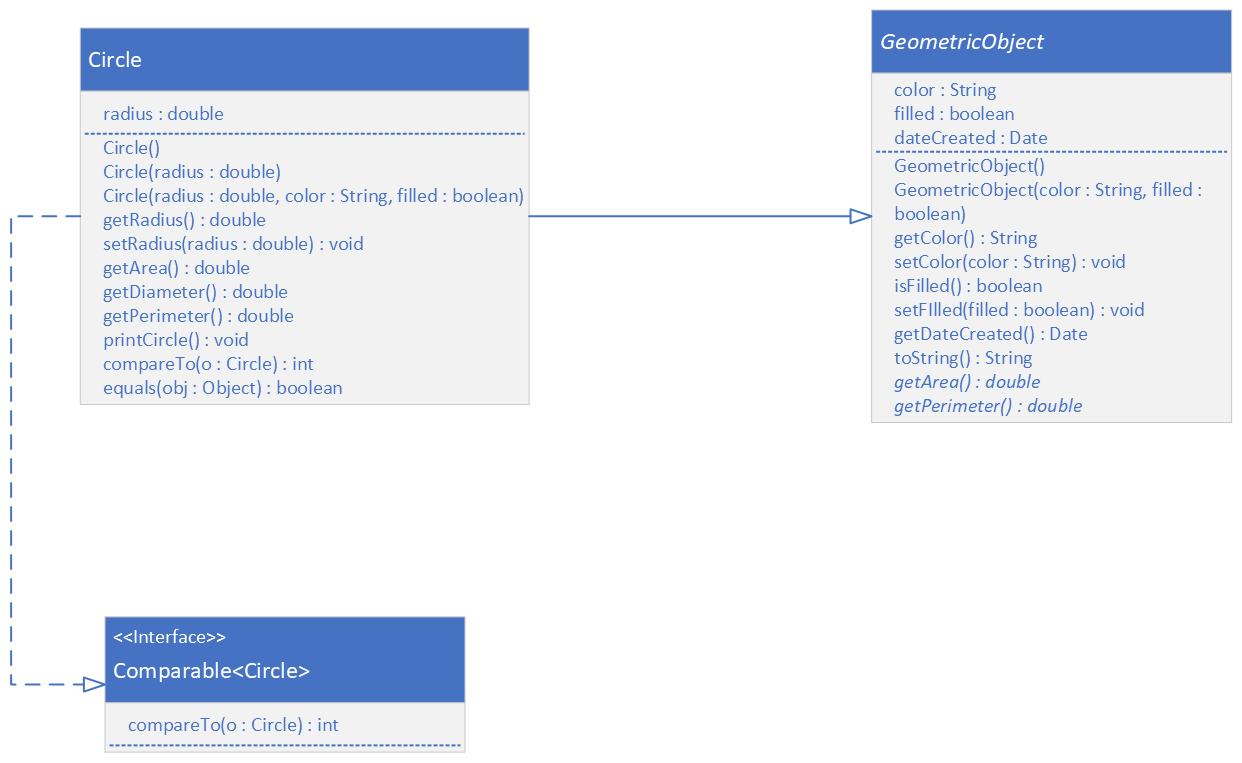 Circle
radius : double
Circle()
Circle(radius : double)
Circle(radius : double, color : String, filled : boolean)
getRadius() : double
setRadius(radius : double) : void
getArea() : double
getDiameter() : double
getPerimeter() : double
printCircle() : void
compareTo(o : Circle) : int
equals(obj : Object) : boolean
GeometricObject
color : String
filled : boolean
dateCreated : Date
GeometricObject()
GeometricObject(color : String, filled :
boolean)
getColor() : String
setColor(color : String) : void
isFilled() : boolean
setFIlled(filled : boolean) : void
getDateCreated() : Date
toString() : String
getArea() : double
getPerimeter() : double
<<Interface>>
Comparable<Circle>
compareTo(o : Circle) : int